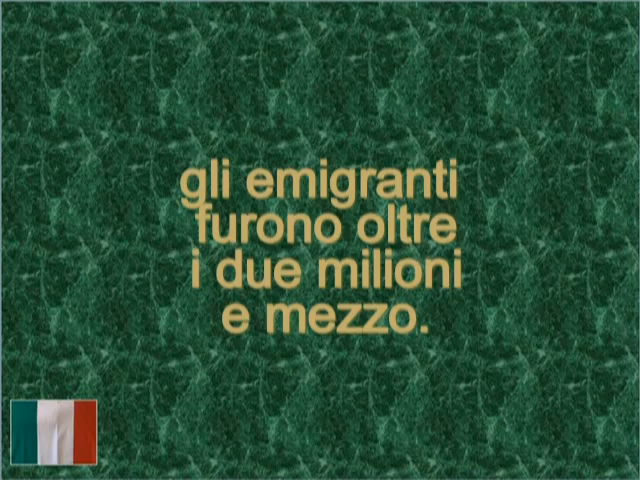 gli emigranti
furono oltre
i due milioni
e mezzo.